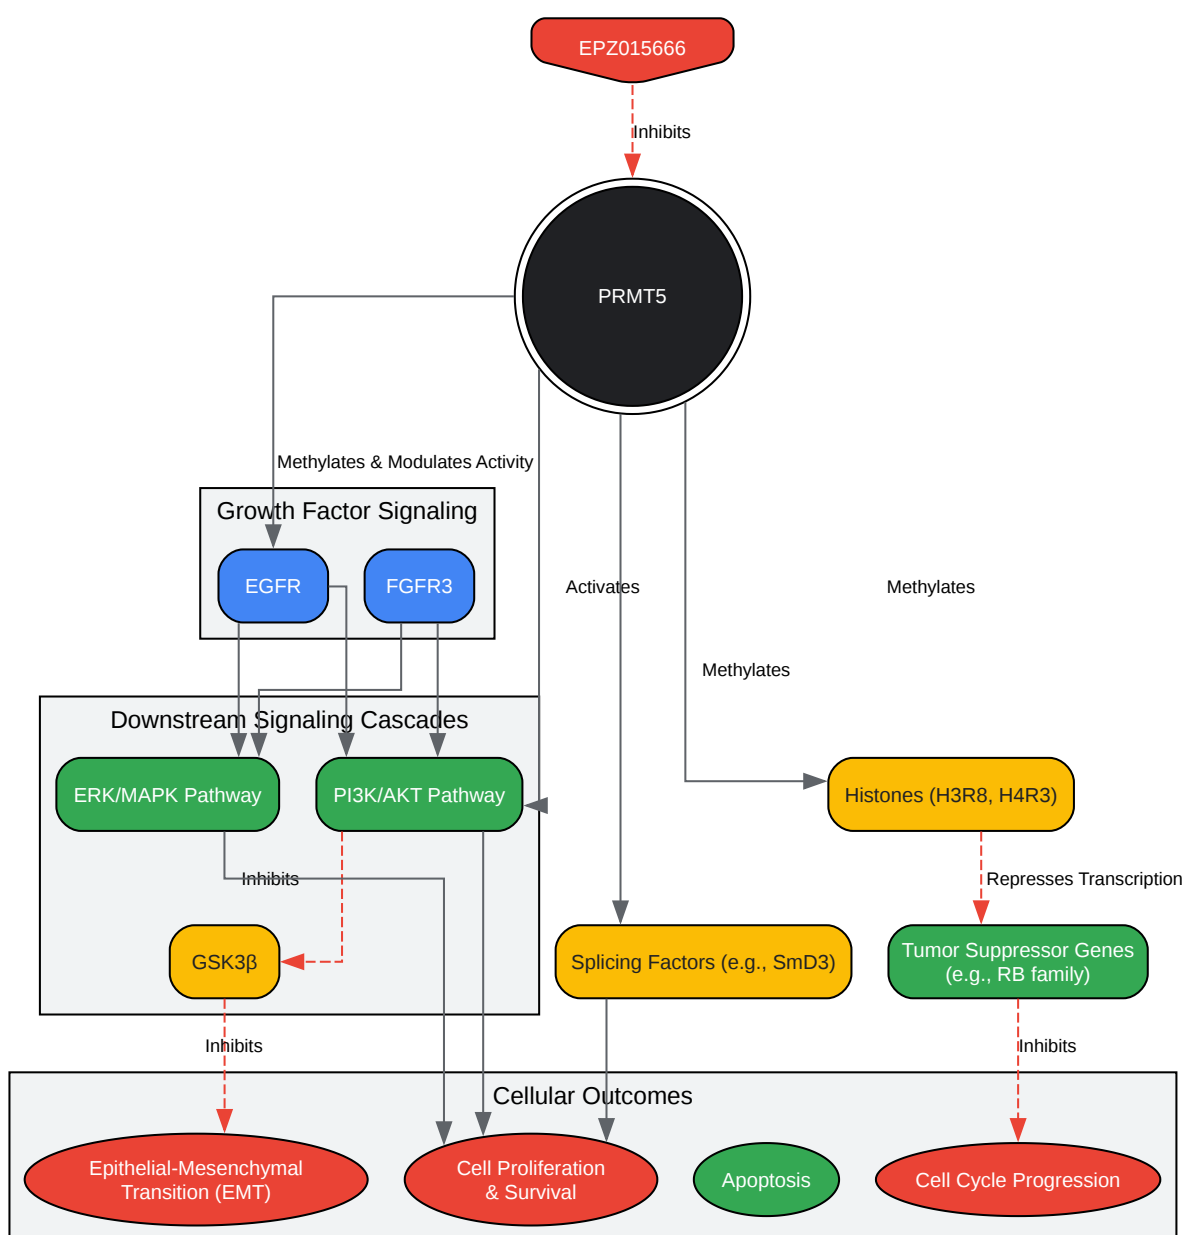 EPZ015666
Inhibits
PRMT5
Methylates & Modulates Activity
Growth Factor Signaling
EGFR
FGFR3
Activates
Methylates
Methylates
Downstream Signaling Cascades
ERK/MAPK Pathway
PI3K/AKT Pathway
Histones (H3R8, H4R3)
Inhibits
Represses Transcription
GSK3β
Splicing Factors (e.g., SmD3)
Tumor Suppressor Genes
(e.g., RB family)
Inhibits
Inhibits
Cellular Outcomes
Epithelial-Mesenchymal
Transition (EMT)
Cell Proliferation
& Survival
Apoptosis
Cell Cycle Progression